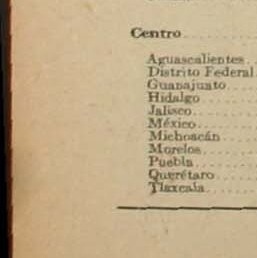 Centro
Aguascalientes
Distrito Federal
Guanajuato
Hidalgo
Jalisco
México
Michoacán
Morelos
Puebla
Querétaro
Tlaxcala